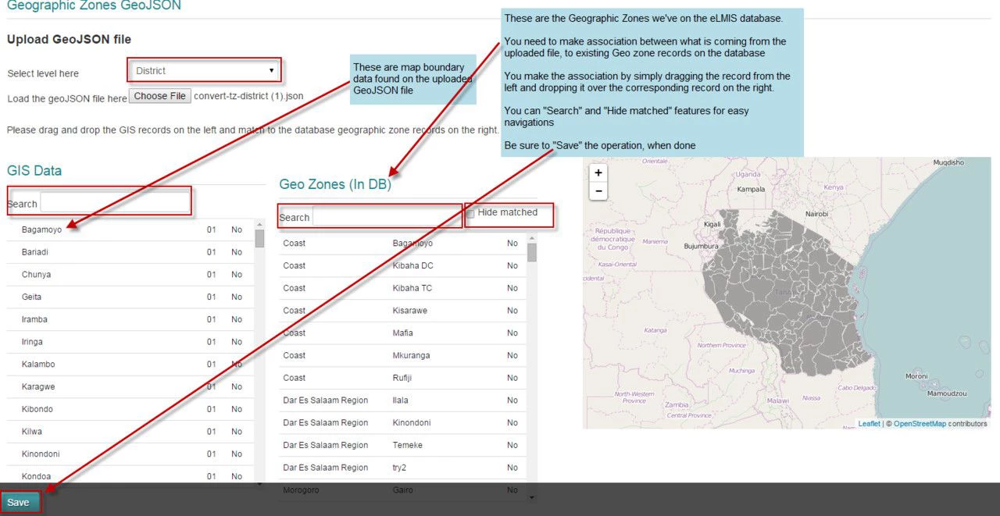 Geographic Zones GeoJSON
Upload GeoJSON file
Select level here
District
Load the geoJSON file here
Choose File
convert-tz-district (1).json
Please drag and drop the GIS records on the left and match to the database geographic zone records on the right.
These are map boundary
data found on the uploaded
GeoJSON file
These are the Geographic Zones we've on the eLMIS database.
You need to make association between what is coming from the
uploaded file, to existing Geo zone records on the database
You make the association by simply dragging the record from the
left and dropping it over the corresponding record on the right.
You can "Search" and "Hide matched" features for easy
navigations
Be sure to "Save" the operation, when done
GIS Data
Search
Bagamoyo 01 No
Bariadi 01 No
Chunya 01 No
Geita 01 No
Iramba 01 No
Iringa 01 No
Kalambo 01 No
Karagwe 01 No
Kibondo 01 No
Kilwa 01 No
Kinondoni 01 No
Kondoa 01 No
Geo Zones (In DB)
Search
Hide matched
Coast Bagamoyo No
Coast Kibaha DC No
Coast Kibaha TC No
Coast Kisarawe No
Coast Mafia No
Coast Mkuranga No
Coast Rufiji No
Dar Es Salaam Region Ilala No
Dar Es Salaam Region Kinondoni No
Dar Es Salaam Region Temeke No
Dar Es Salaam Region try2 No
Morogoro Gairo No
Save
+
−
Orientale
Muqdisho
Uganda
Kampala
Kenya
Nairobi
Kigali
République
démocratique
du Congo
Maniema
Bujumbura
Kasai-Oriental
cidental
Katanga
Northern Province
Muchinga
Cabo Delgado
Moroni
Mamoudzou
North-Western
Province
Zambia
Central Province
Malawi
Niassa
Leaflet | © OpenStreetMap contributors